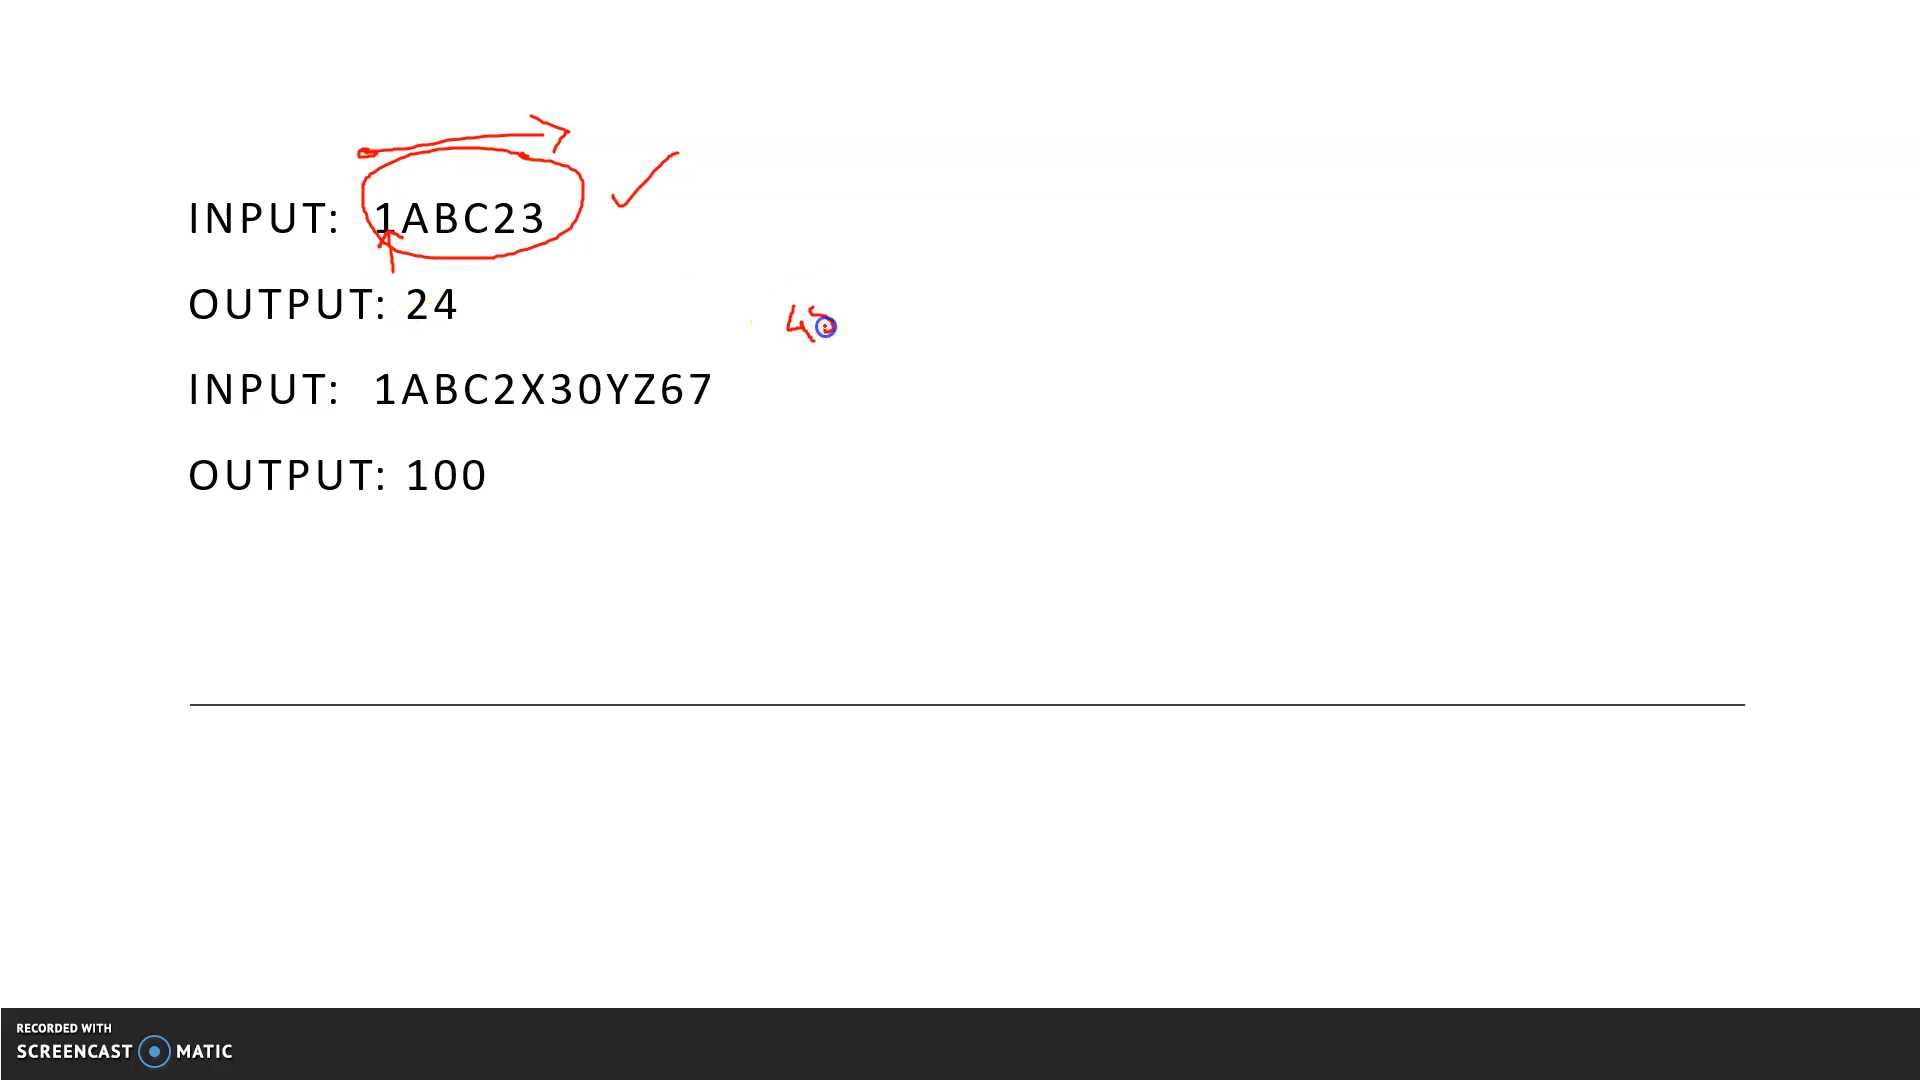 INPUT: 1ABC23
OUTPUT: 24
INPUT: 1ABC2X30YZ67
OUTPUT: 100
RECORDED WITH
SCREENCAST MATIC